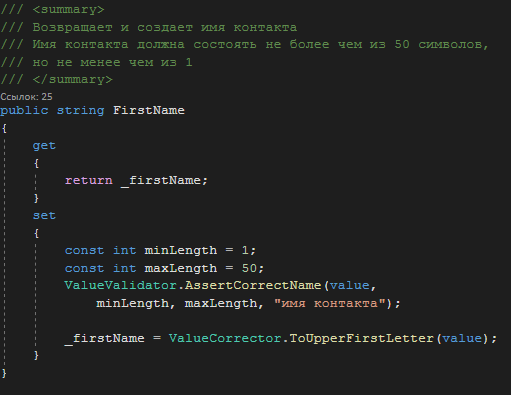 /// <summary>
/// Возвращает и создает имя контакта
/// Имя контакта должна состоять не более чем из 50 символов,
/// но не менее чем из 1
/// </summary>
Ссылок: 25
public string FirstName
{
get
{
return _firstName;
}
set
{
const int minLength = 1;
const int maxLength = 50;
ValueValidator.AssertCorrectName(value,
minLength, maxLength, "имя контакта");
_firstName = ValueCorrector.ToUpperFirstLetter(value);
}
}